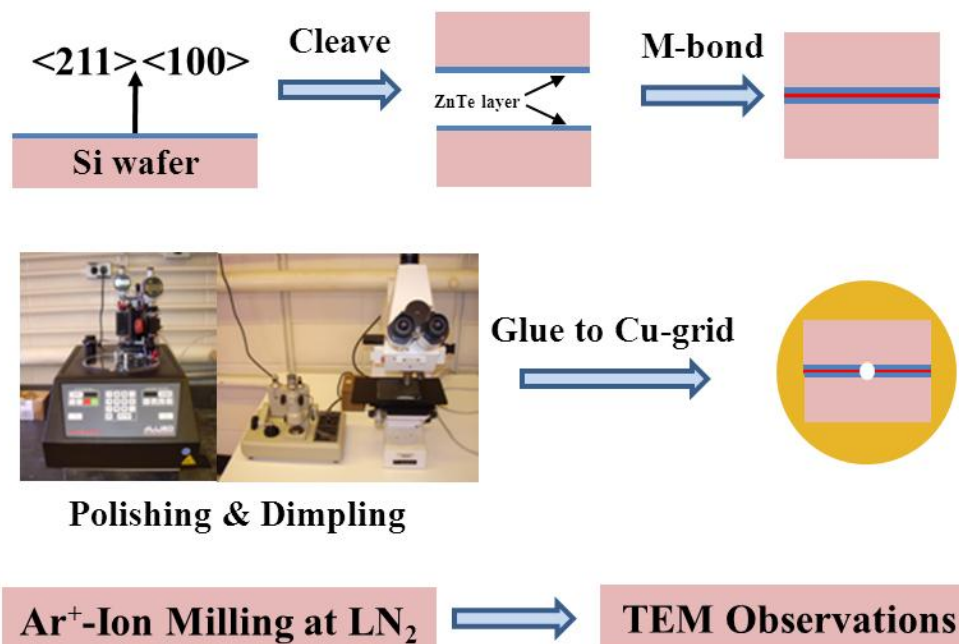 Cleave
M-bond
<211> <100>
ZnTe layer
Si wafer
Glue to Cu-grid
Polishing & Dimpling
Ar⁺-Ion Milling at LN₂
TEM Observations